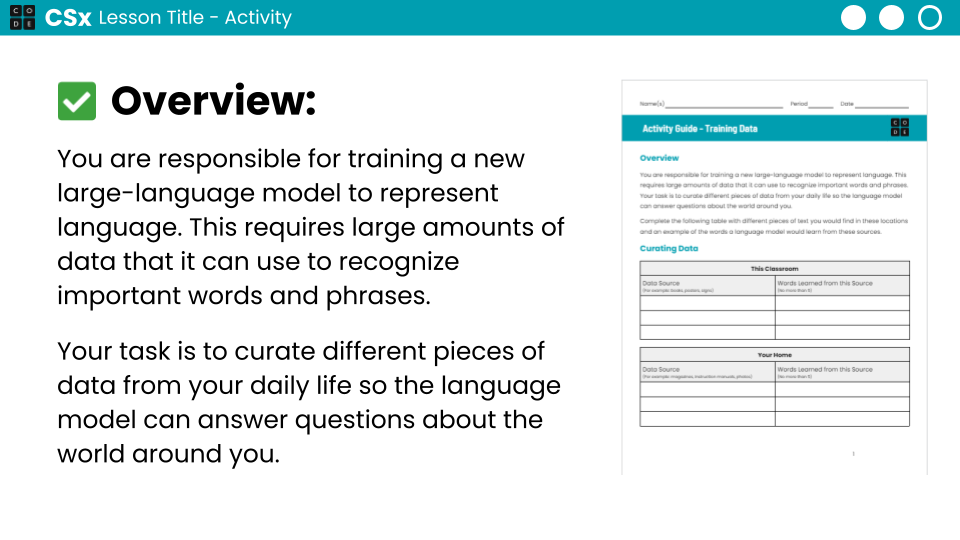 C O D E CSx Lesson Title - Activity
Overview:
You are responsible for training a new
large-language model to represent
language. This requires large amounts of
data that it can use to recognize
important words and phrases.
Your task is to curate different pieces of
data from your daily life so the language
model can answer questions about the
world around you.
Name(s) Period Date
Activity Guide - Training Data
C O D E
Overview
You are responsible for training a new large-language model to represent language. This
requires large amounts of data that it can use to recognize important words and phrases.
Your task is to curate different pieces of data from your daily life so the language model
can answer questions about the world around you.
Complete the following table with different pieces of text you would find in these locations
and an example of the words a language model would learn from these sources.
Curating Data
This Classroom
Data Source Words Learned from this Source
(For example: books, posters, signs) (No more than 5)
Your Home
Data Source Words Learned from this Source
(For example: magazines, instruction manuals, photos) (No more than 5)
1